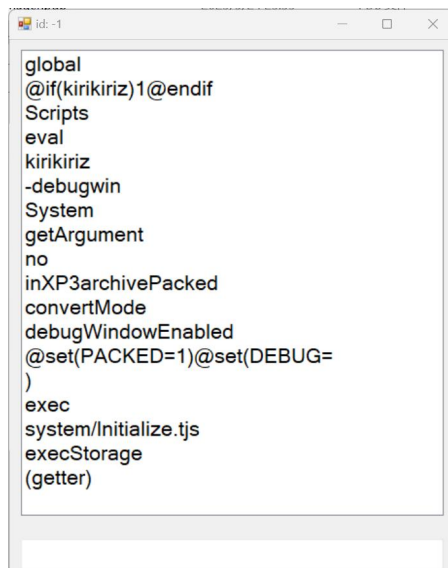 id: -1
global
@if(kirikiriz)1@endif
Scripts
eval
kirikiriz
-debugwin
System
getArgument
no
inXP3archivePacked
convertMode
debugWindowEnabled
@set(PACKED=1)@set(DEBUG=
)
exec
system/Initialize.tjs
execStorage
(getter)